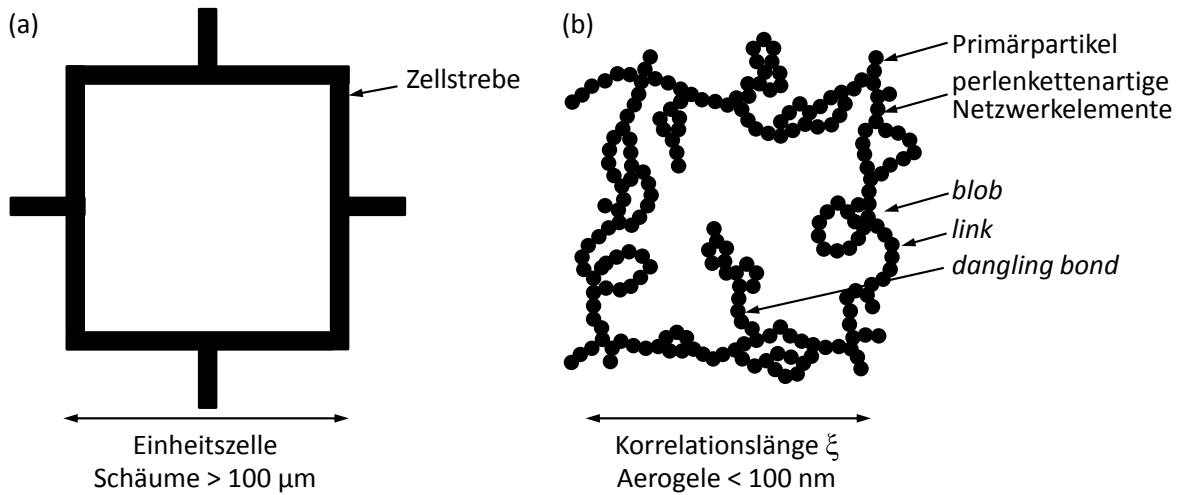 (a)
Zellstrebe
Einheitszelle
Schäume > 100 µm
(b)
Primärpartikel
perlenkettenartige
Netzwerkelemente
blob
link
dangling bond
Korrelationslänge ξ
Aerogele < 100 nm